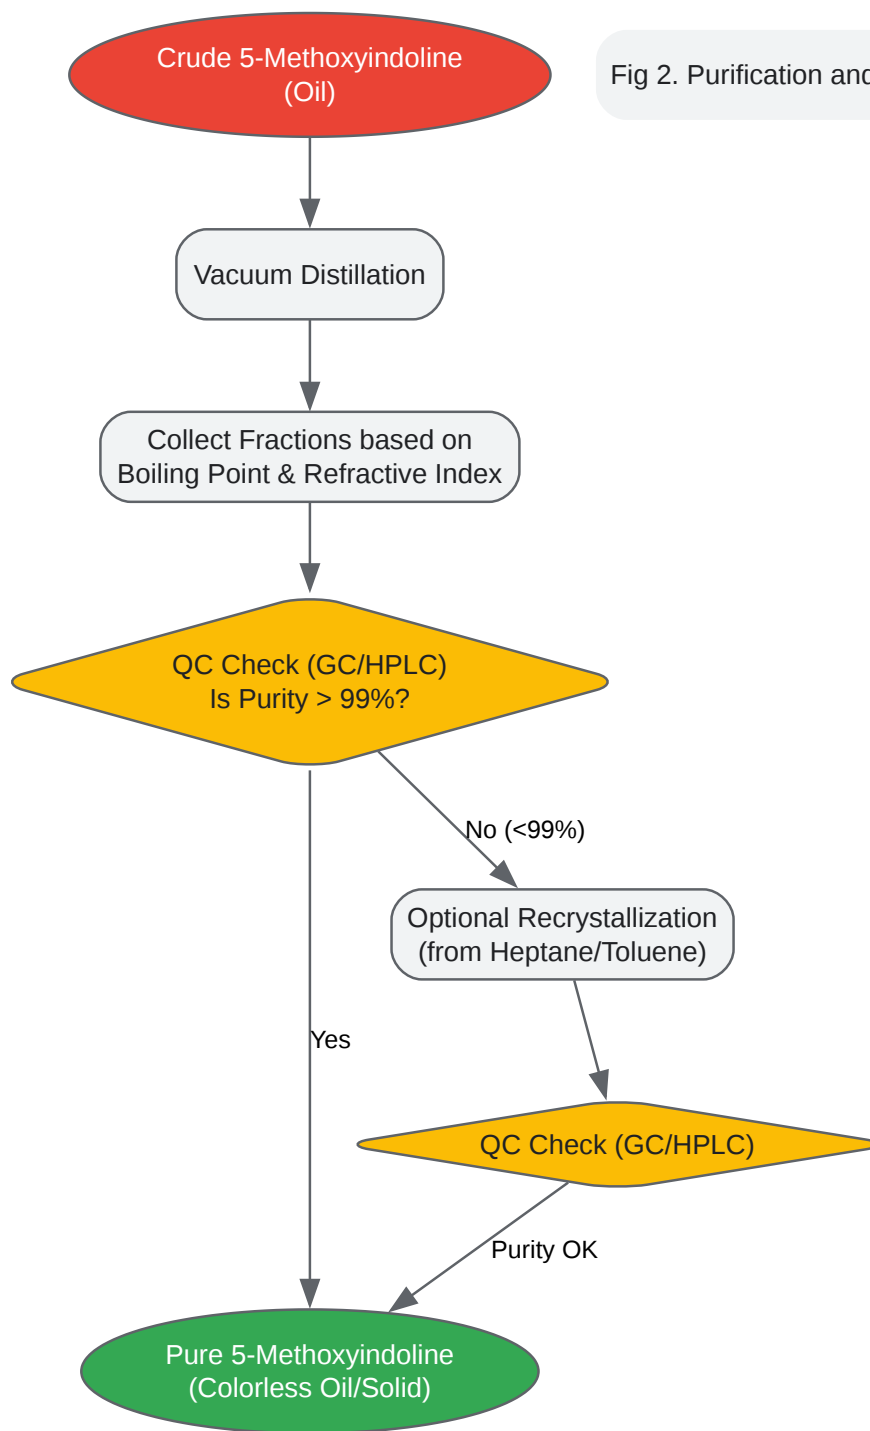 Crude 5-Methoxyindoline
(Oil)
Fig 2. Purification and
Vacuum Distillation
Collect Fractions based on
Boiling Point & Refractive Index
QC Check (GC/HPLC)
Is Purity > 99%?
No (<99%)
Optional Recrystallization
(from Heptane/Toluene)
Yes
QC Check (GC/HPLC)
Purity OK
Pure 5-Methoxyindoline
(Colorless Oil/Solid)